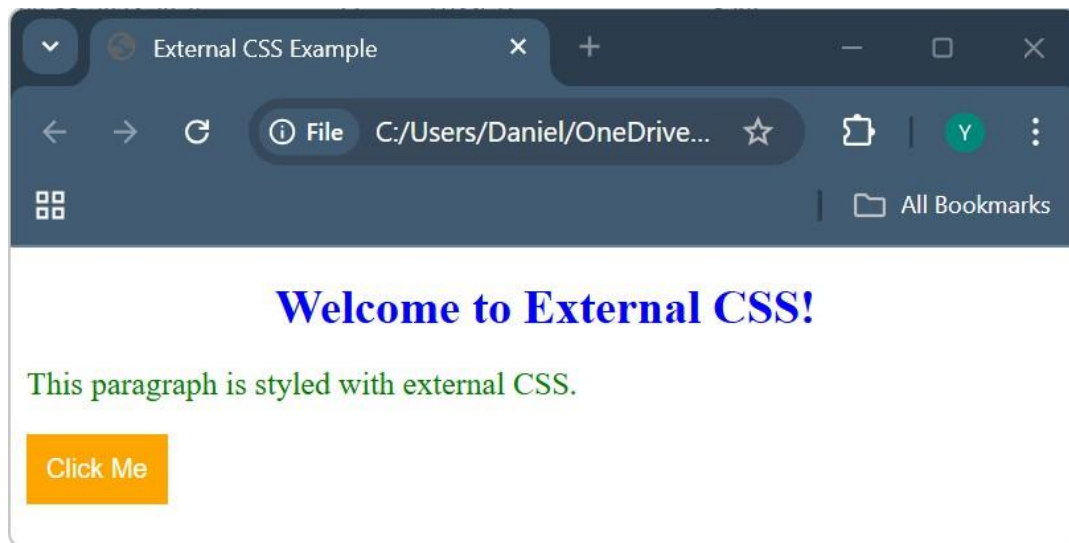 External CSS Example
File C:/Users/Daniel/OneDrive...
Y
All Bookmarks
Welcome to External CSS!
This paragraph is styled with external CSS.
Click Me